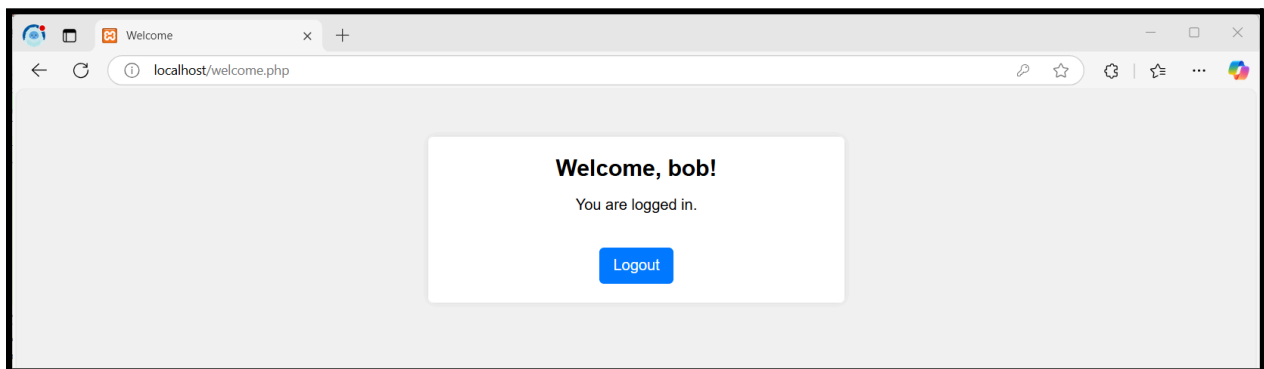 Welcome
localhost/welcome.php
Welcome, bob!
You are logged in.
Logout